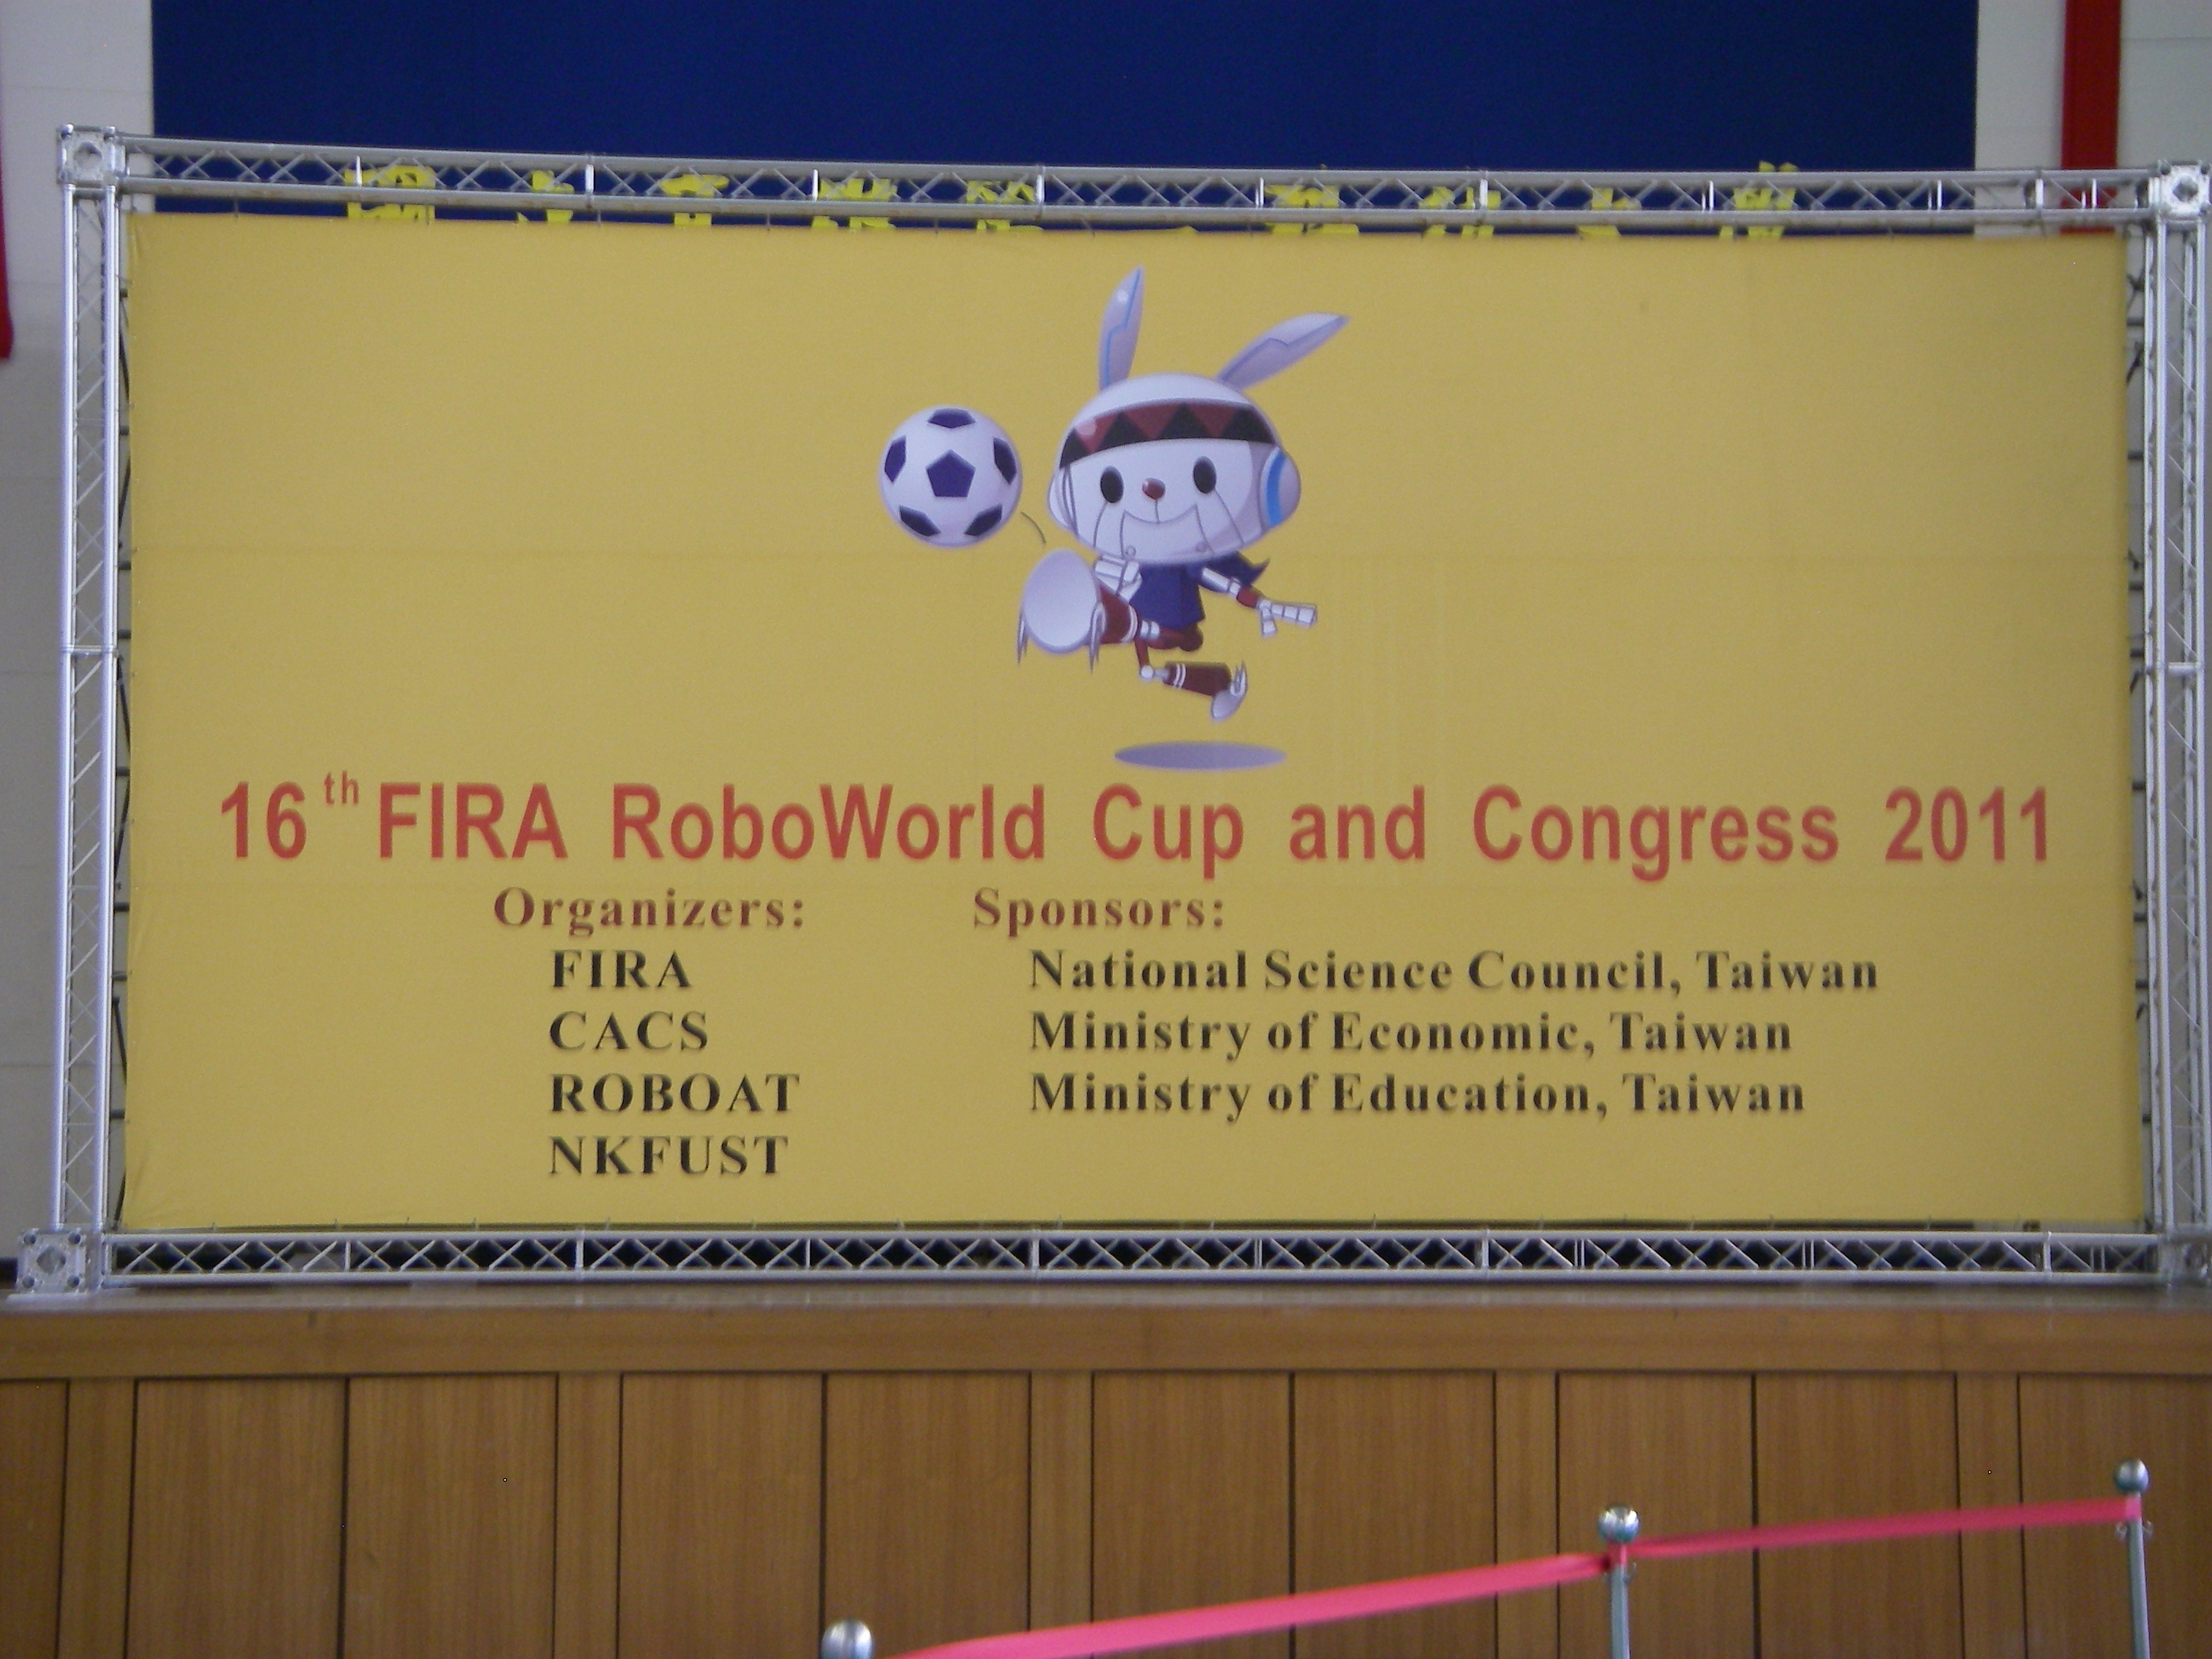 16th FIRA RoboWorld Cup and Congress 2011
Organizers: Sponsors:
FIRA National Science Council, Taiwan
CACS Ministry of Economic, Taiwan
ROBOAT Ministry of Education, Taiwan
NKFUST